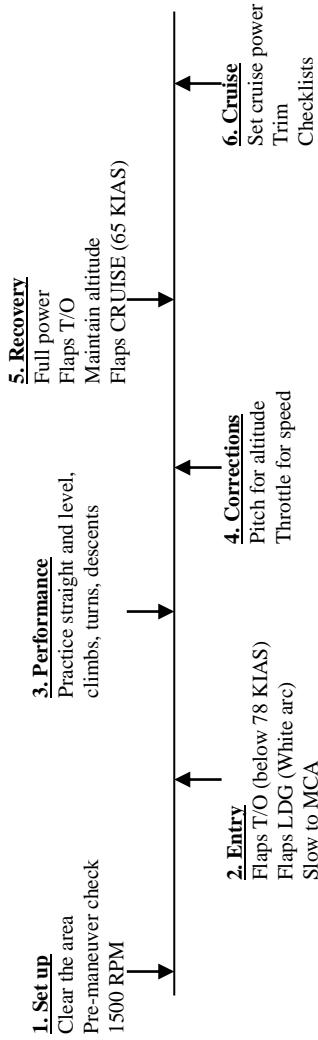 1. Set up
Clear the area
Pre-maneuver check
1500 RPM
2. Entry
Flaps T/O (below 78 KIAS)
Flaps LDG (White arc)
Slow to MCA
3. Performance
Practice straight and level,
climbs, turns, descents
4. Corrections
Pitch for altitude
Throttle for speed
5. Recovery
Full power
Flaps T/O
Maintain altitude
Flaps CRUISE (65 KIAS)
6. Cruise
Set cruise power
Trim
Checklists